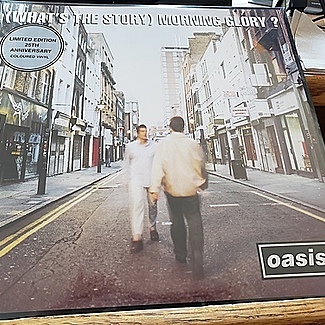 (WHAT'S THE STORY) MORNING GLORY ?
LIMITED EDITION
25TH
ANNIVERSARY
COLOURED VINYL
oasis